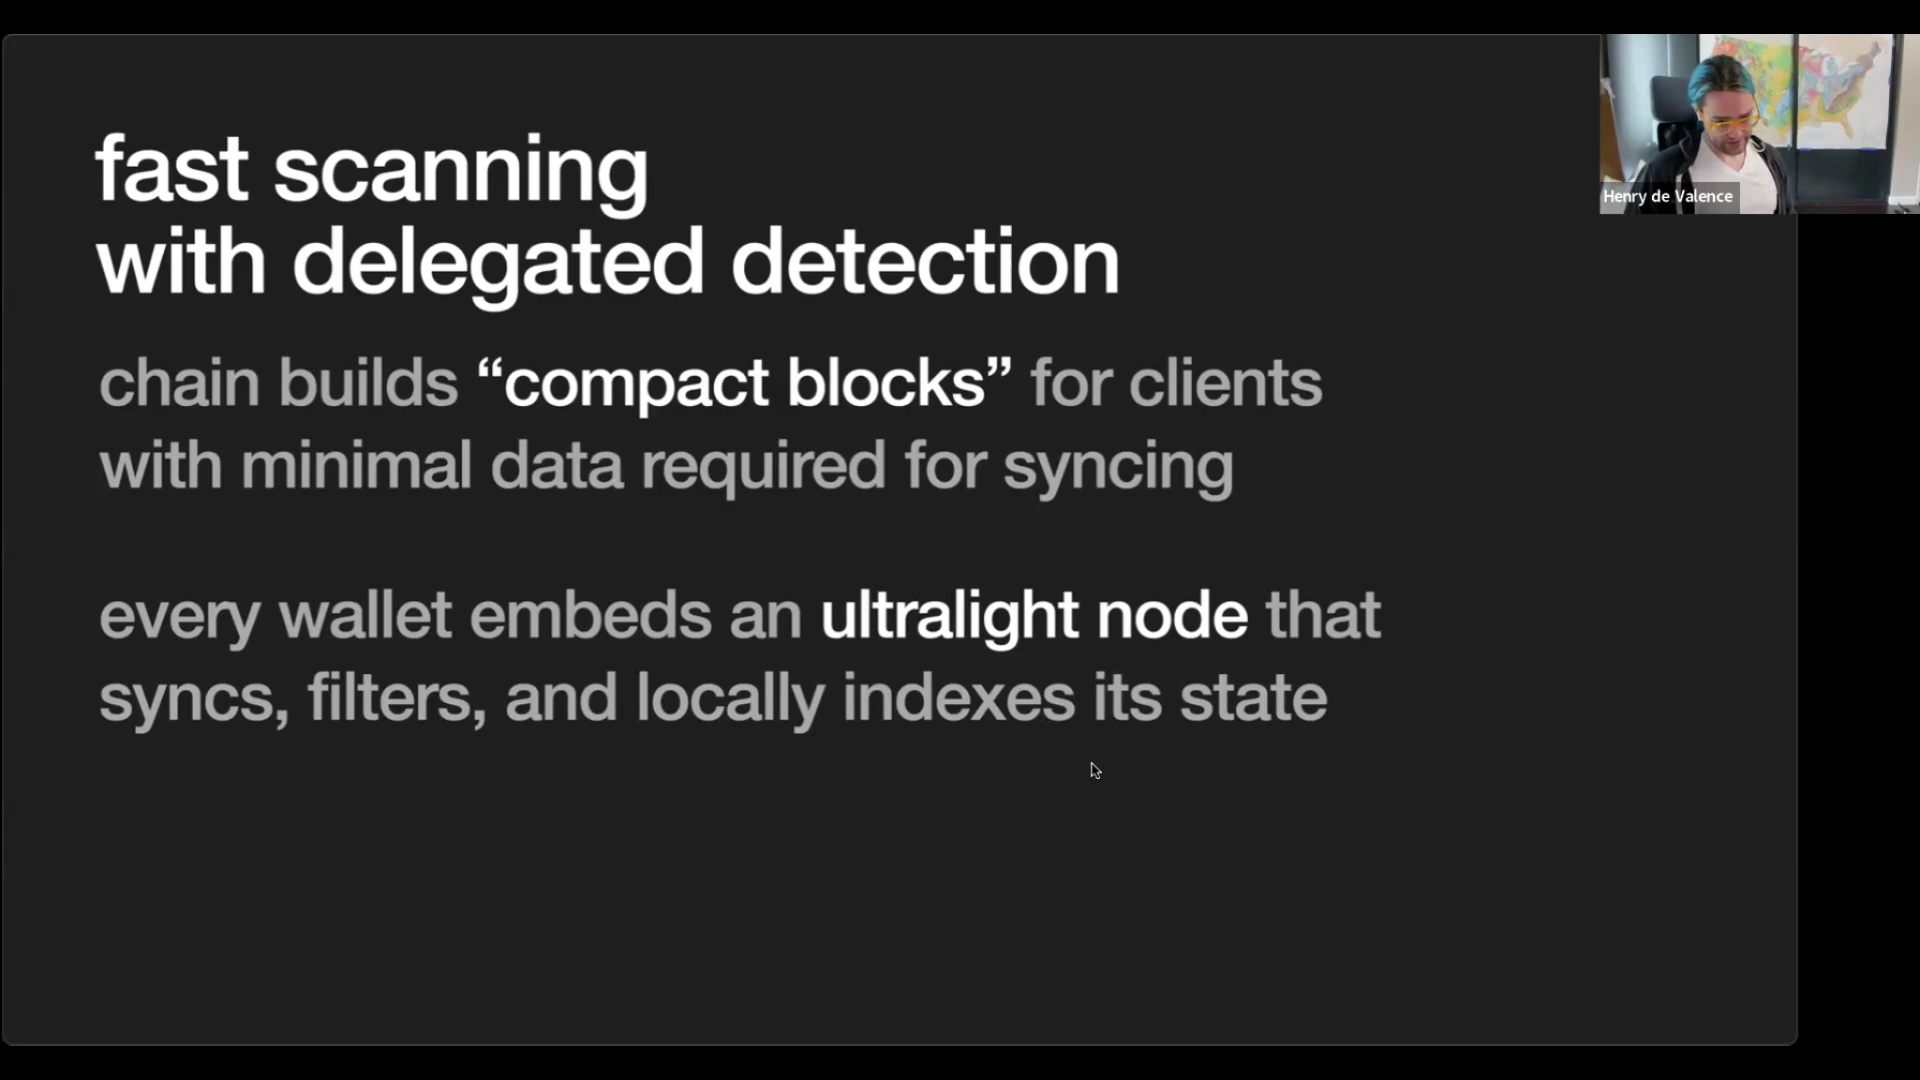 fast scanning
with delegated detection
chain builds “compact blocks” for clients
with minimal data required for syncing
every wallet embeds an ultralight node that
syncs, filters, and locally indexes its state
Henry de Valence